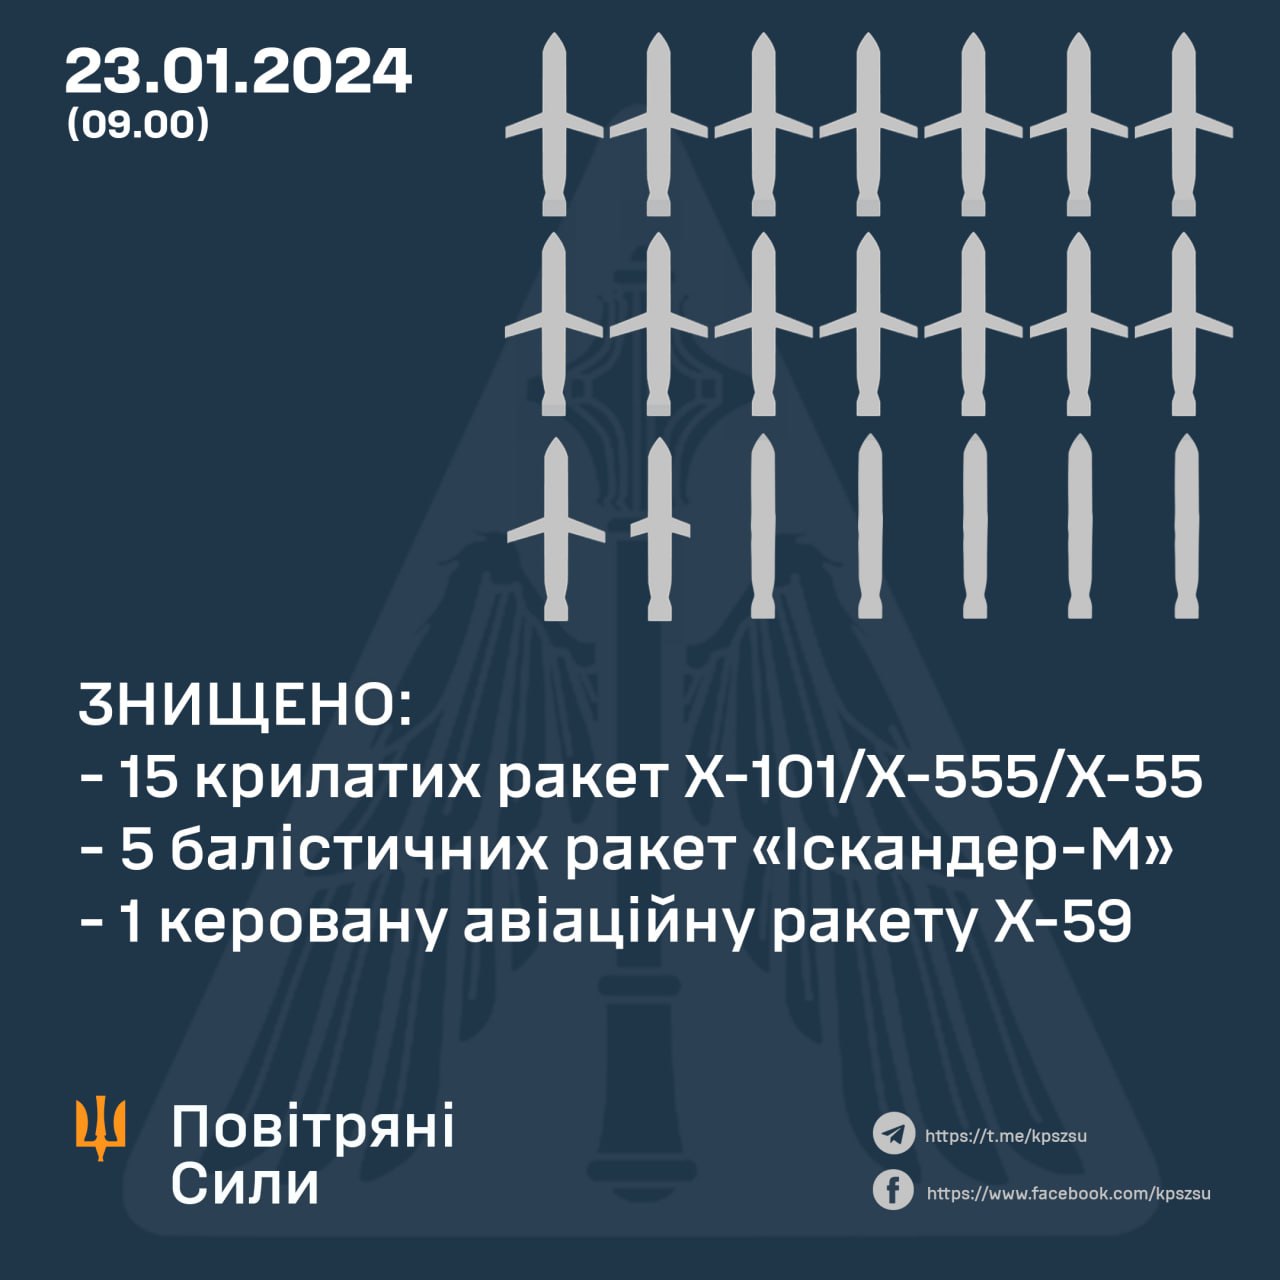 23.01.2024
(09.00)
ЗНИЩЕНО:
- 15 крилатих ракет Х-101/Х-555/Х-55
- 5 балістичних ракет «Іскандер-М»
- 1 керовану авіаційну ракету Х-59
Повітряні
Сили
https://t.me/kpszsu
https://www.facebook.com/kpszsu